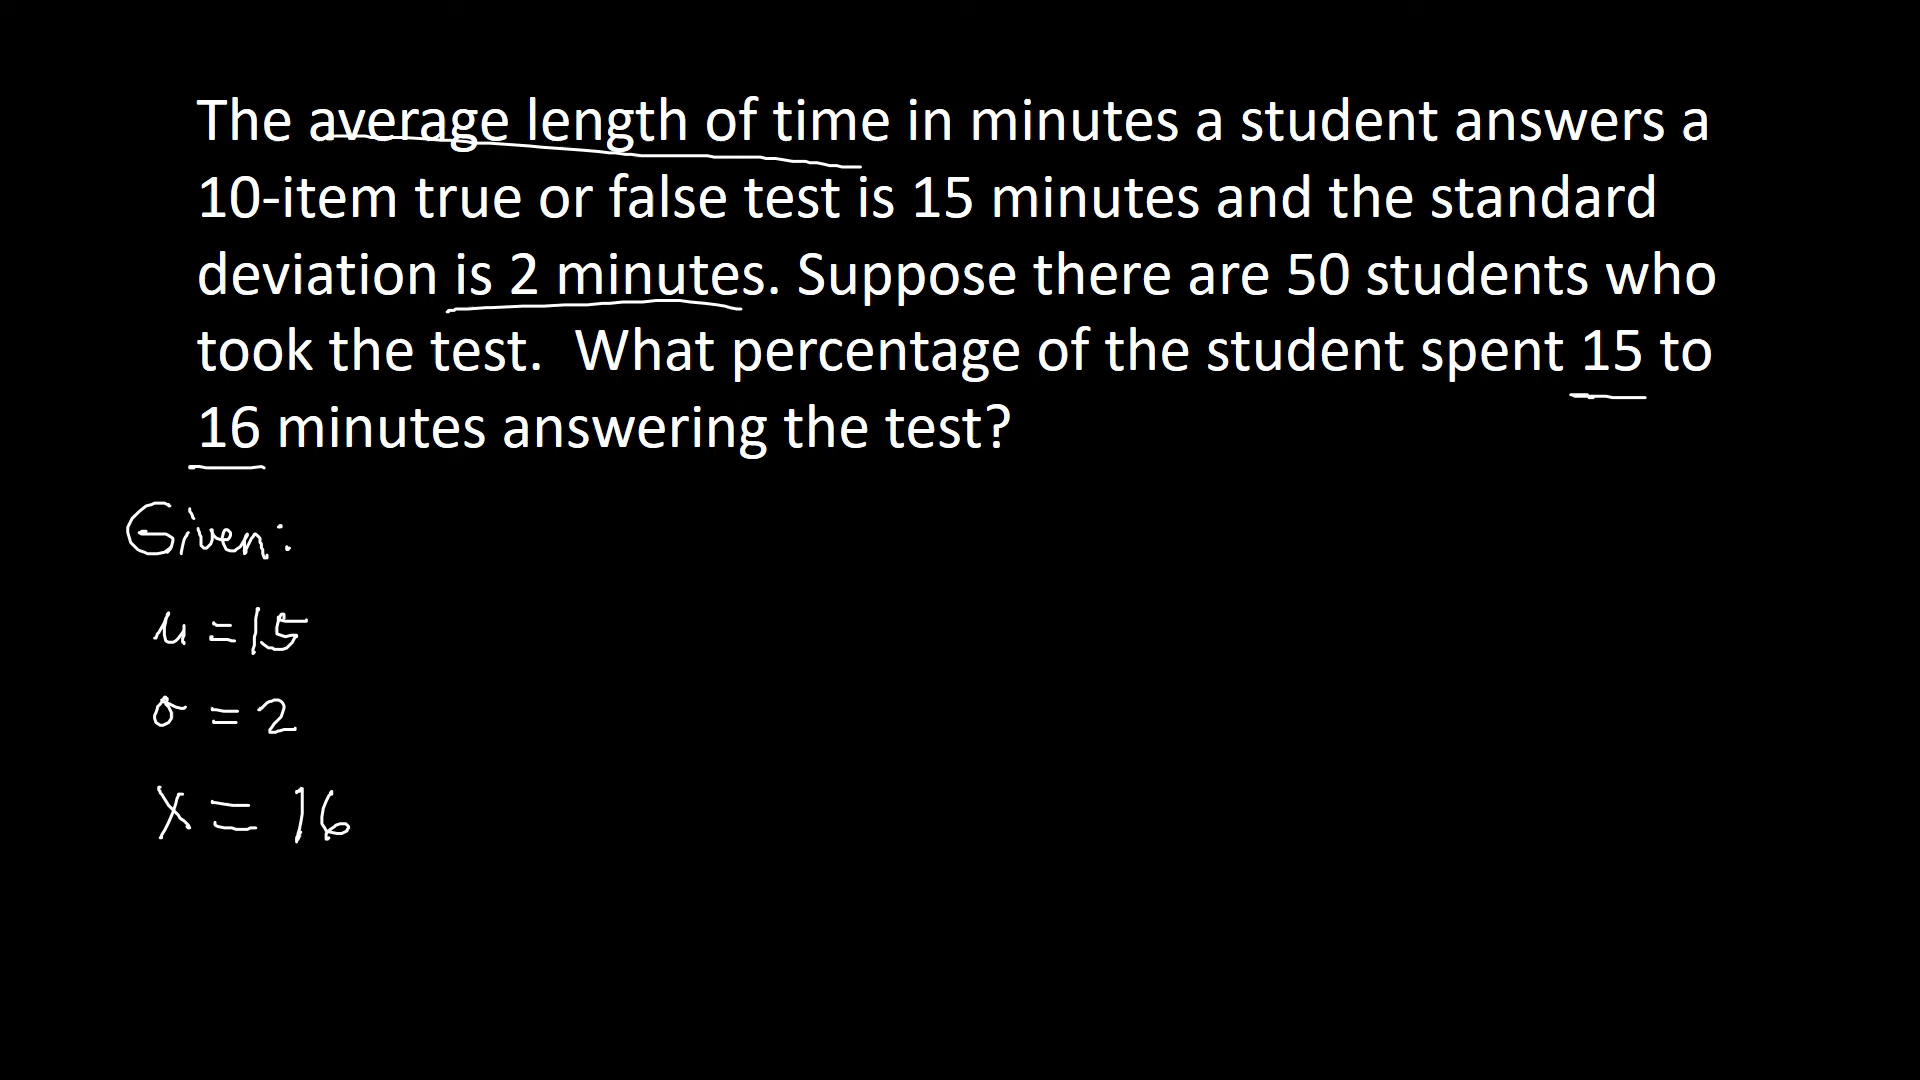 The average length of time in minutes a student answers a
10-item true or false test is 15 minutes and the standard
deviation is 2 minutes. Suppose there are 50 students who
took the test.  What percentage of the student spent 15 to
16 minutes answering the test?
Given:
μ = 15
σ = 2
X = 16